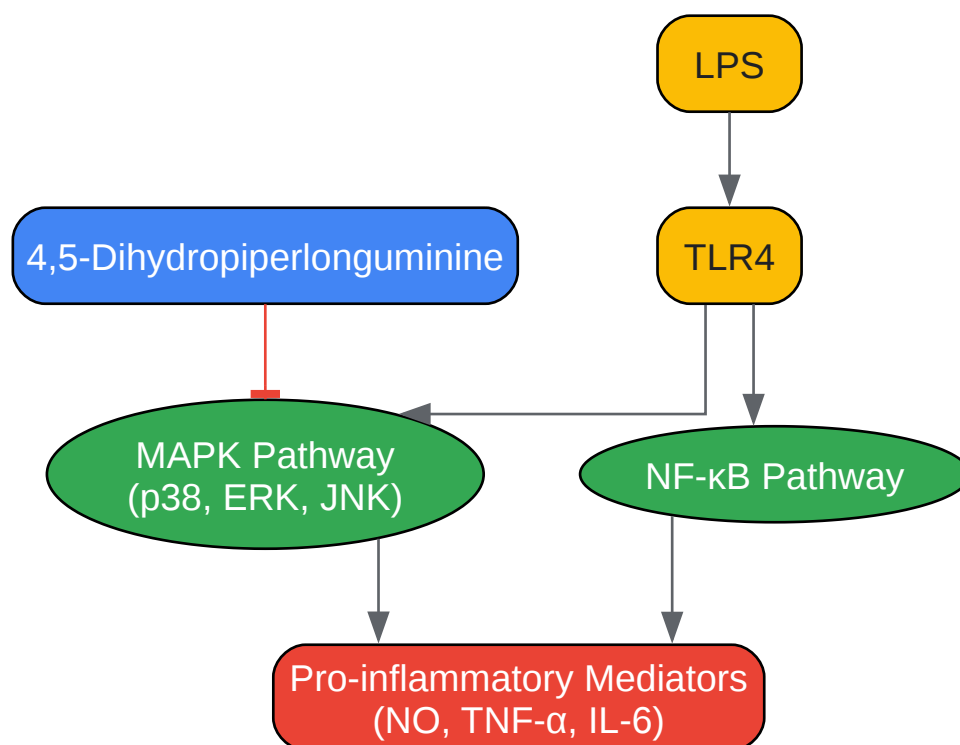 LPS
4,5-Dihydropiperlonguminine
TLR4
MAPK Pathway
(p38, ERK, JNK)
NF-κB Pathway
Pro-inflammatory Mediators
(NO, TNF-α, IL-6)